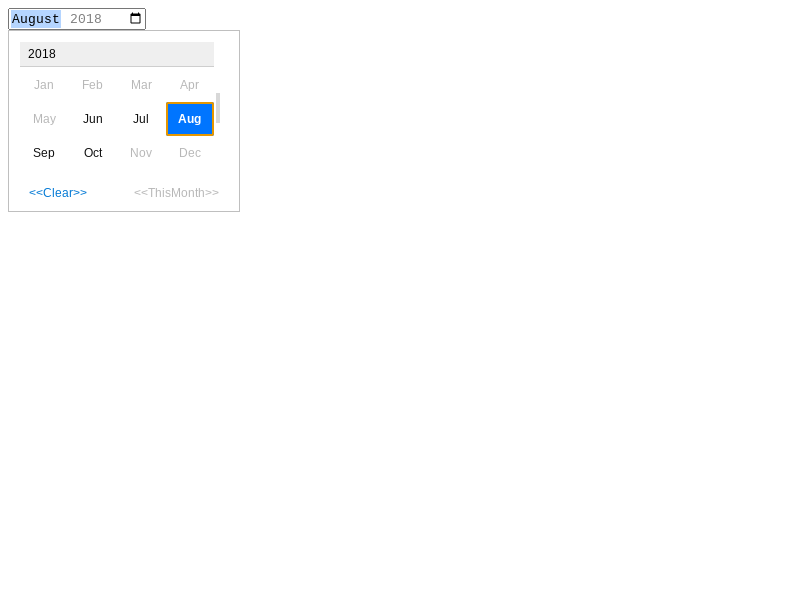 August 2018
2018
Jan Feb Mar Apr
May Jun Jul Aug
Sep Oct Nov Dec
<<Clear>> <<ThisMonth>>